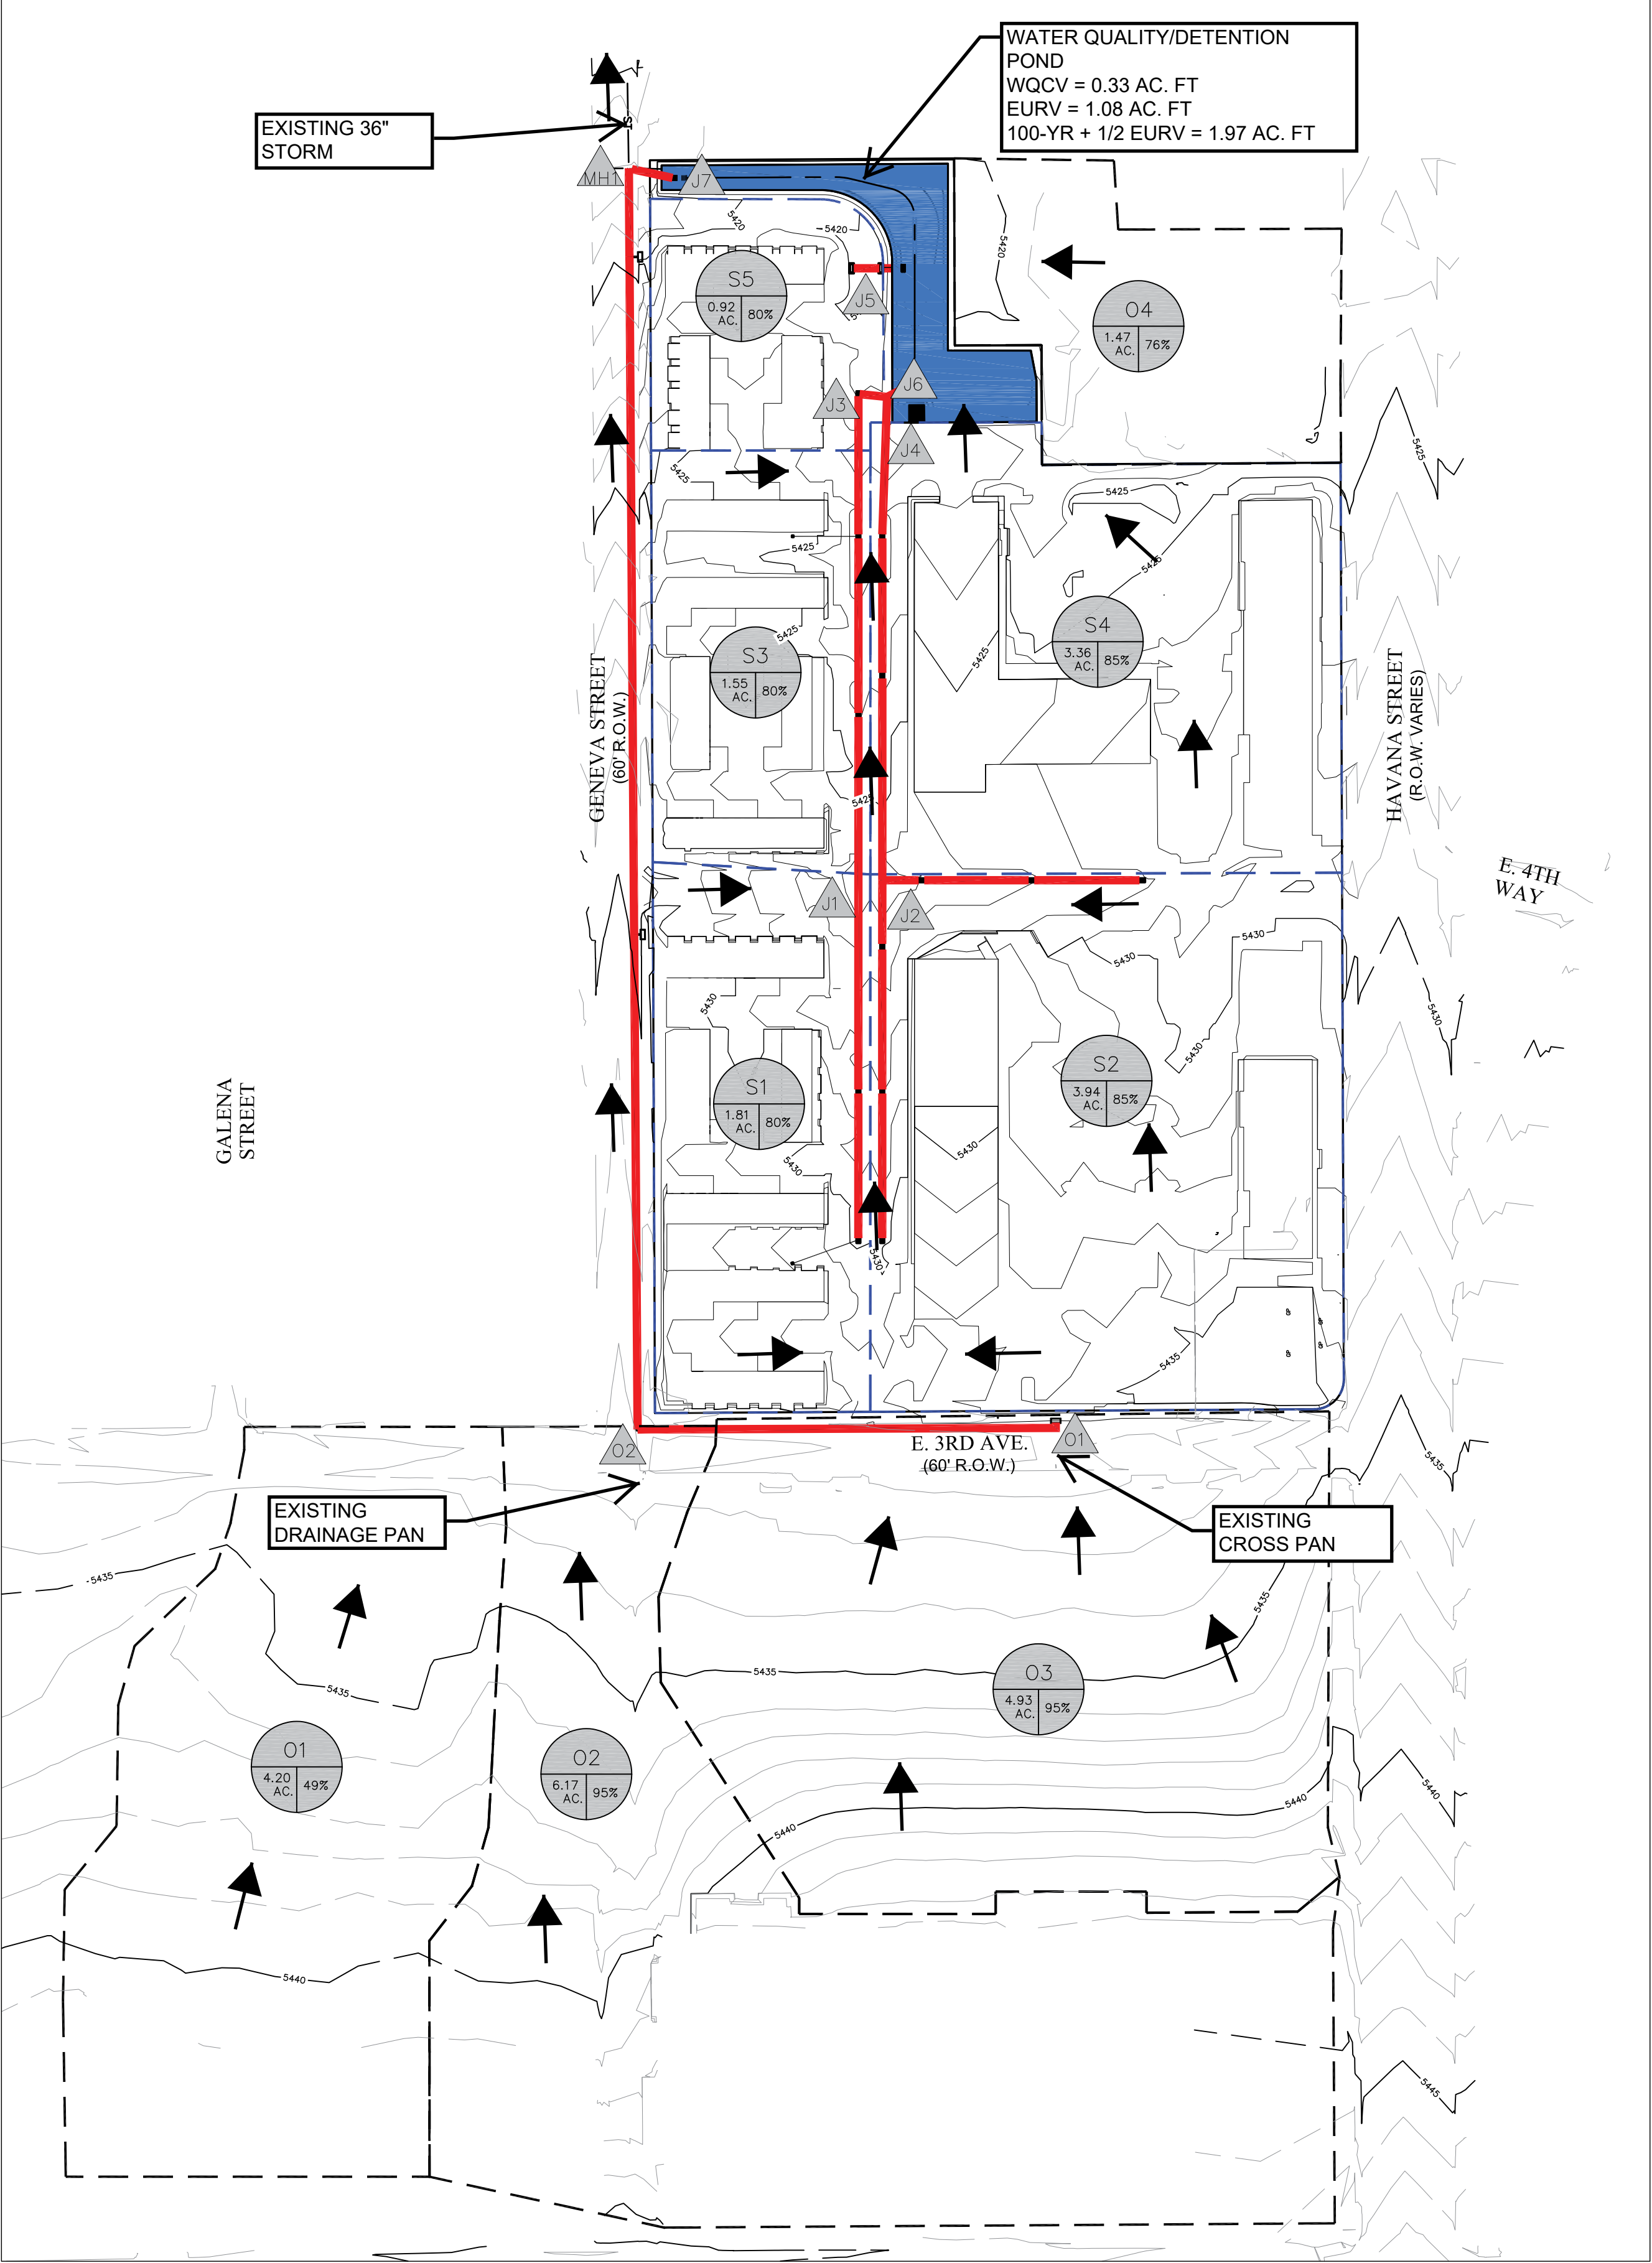 WATER QUALITY/DETENTION
POND
WQCV = 0.33 AC. FT
EURV = 1.08 AC. FT
100-YR + 1/2 EURV = 1.97 AC. FT
EXISTING 36"
STORM
ST
MH1
J7
5420
5420
5420
S5
0.92
AC.
80%
J5
O4
1.47
AC.
76%
J3
J6
J4
5425
5425
5425
5425
5425
5425
S4
3.36
AC.
85%
5425
5425
S3
1.55
AC.
80%
GENEVA STREET
(60' R.O.W.)
HAVANA STREET
(R.O.W. VARIES)
5425
E. 4TH
WAY
J1
J2
5430
5430
5430
5430
5430
S1
1.81
AC.
80%
S2
3.94
AC.
85%
GALENA
STREET
5430
5430
5430
5435
O2
O1
E. 3RD AVE.
(60' R.O.W.)
5435
EXISTING
DRAINAGE PAN
EXISTING
CROSS PAN
5435
5435
5435
5435
O3
4.93
AC.
95%
O1
4.20
AC.
49%
O2
6.17
AC.
95%
5440
5440
5440
5440
5445